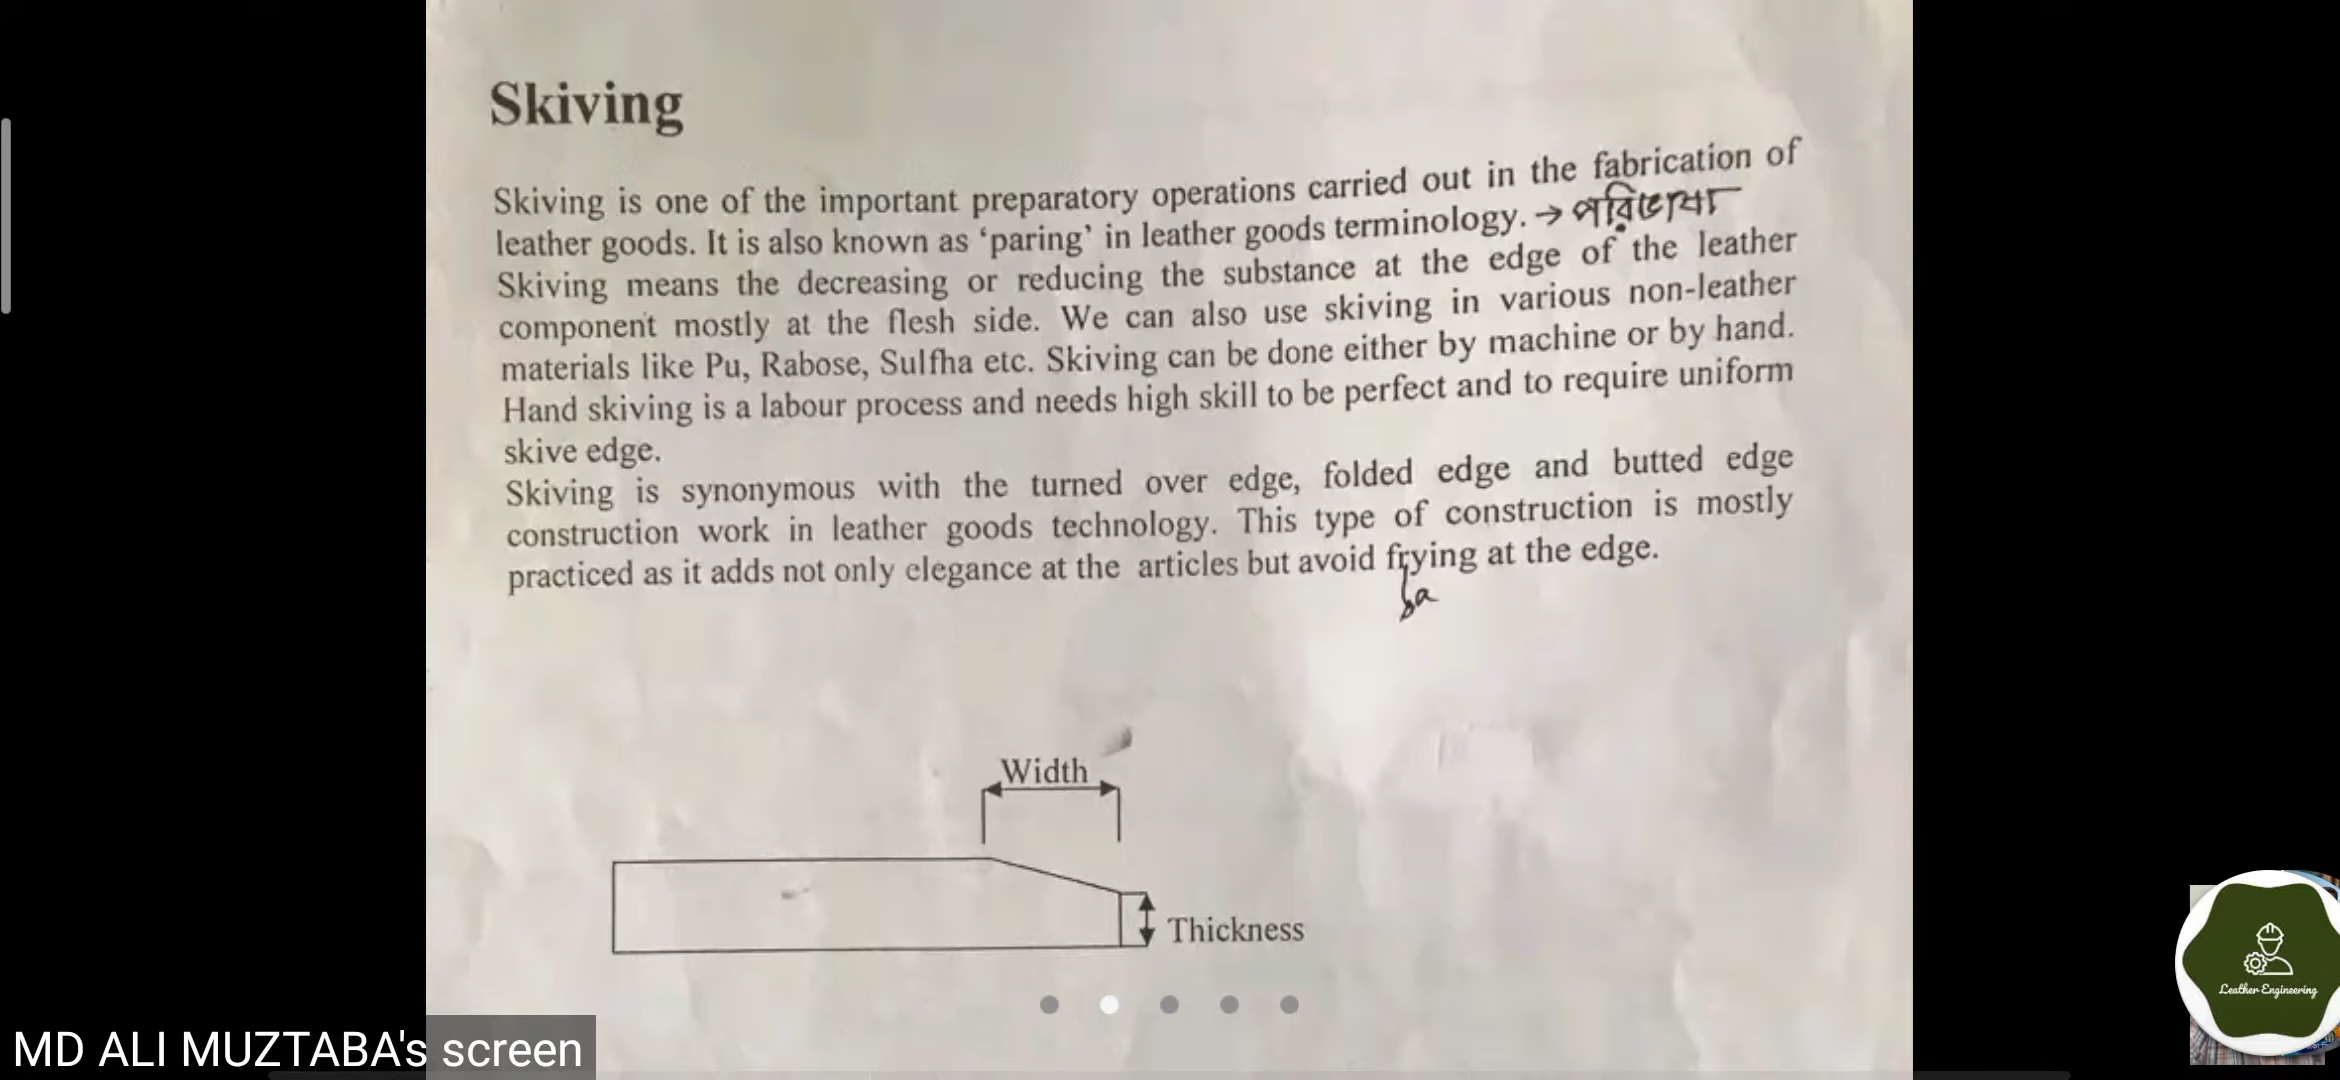 Skiving
Skiving is one of the important preparatory operations carried out in the fabrication of
leather goods. It is also known as ‘paring’ in leather goods terminology. → পরিভাষা
Skiving means the decreasing or reducing the substance at the edge of the leather
component mostly at the flesh side. We can also use skiving in various non-leather
materials like Pu, Rabose, Sulfha etc. Skiving can be done either by machine or by hand.
Hand skiving is a labour process and needs high skill to be perfect and to require uniform
skive edge.
Skiving is synonymous with the turned over edge, folded edge and butted edge
construction work in leather goods technology. This type of construction is mostly
practiced as it adds not only elegance at the articles but avoid frying at the edge.
a
Width
Thickness
Leather Engineering
MD ALI MUZTABA's screen